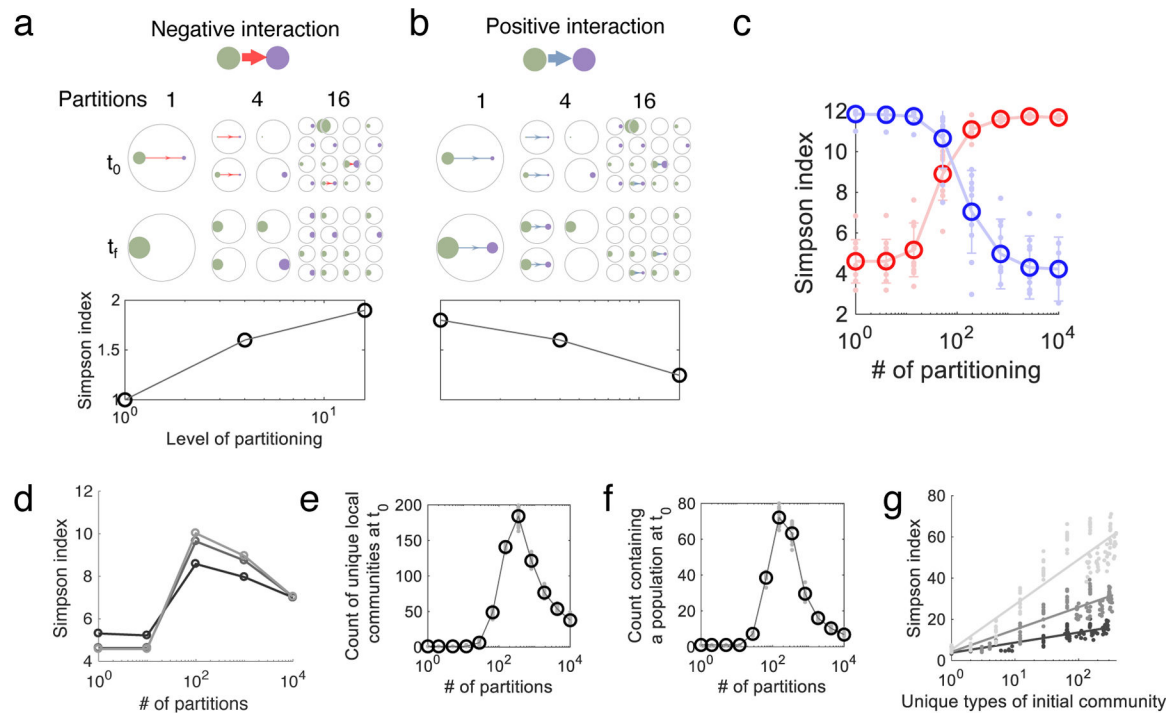 a
Negative interaction
Partitions 1 4 16
t0
tf
Simpson index
2
1.5
1
10^0 10^1
Level of partitioning
b
Positive interaction
1 4 16
c
Simpson index
12
10
8
6
4
2
10^0 10^2 10^4
# of partitioning
d
Simpson index
12
10
8
6
4
10^0 10^2 10^4
# of partitions
e
Count of unique local
communities at t0
200
150
100
50
0
10^0 10^2 10^4
# of partitions
f
Count containing
a population at t0
80
60
40
20
0
10^0 10^2 10^4
# of partitions
g
Simpson index
80
60
40
20
0
10^0 10^1 10^2
Unique types of initial community